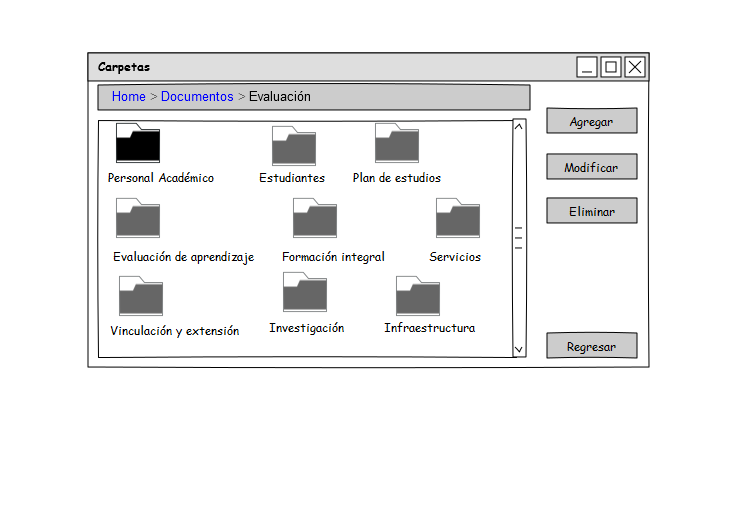 Carpetas
Home > Documentos > Evaluación
Agregar
Personal Académico
Estudiantes
Plan de estudios
Modificar
Eliminar
Evaluación de aprendizaje
Formación integral
Servicios
Vinculación y extensión
Investigación
Infraestructura
Regresar